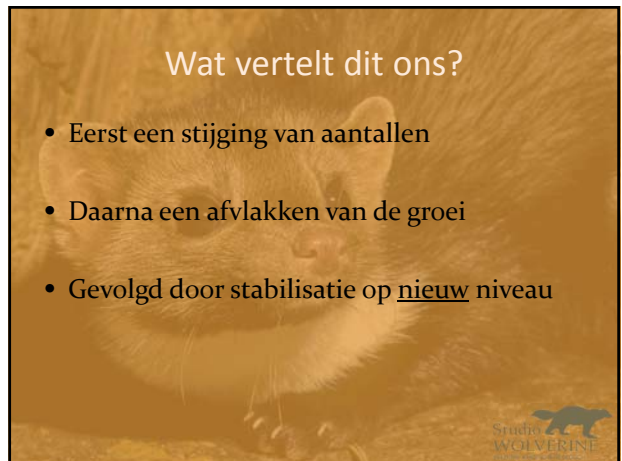 Wat vertelt dit ons?
• Eerst een stijging van aantallen
• Daarna een afvlakken van de groei
• Gevolgd door stabilisatie op nieuw niveau
Studio
WOLVERINE